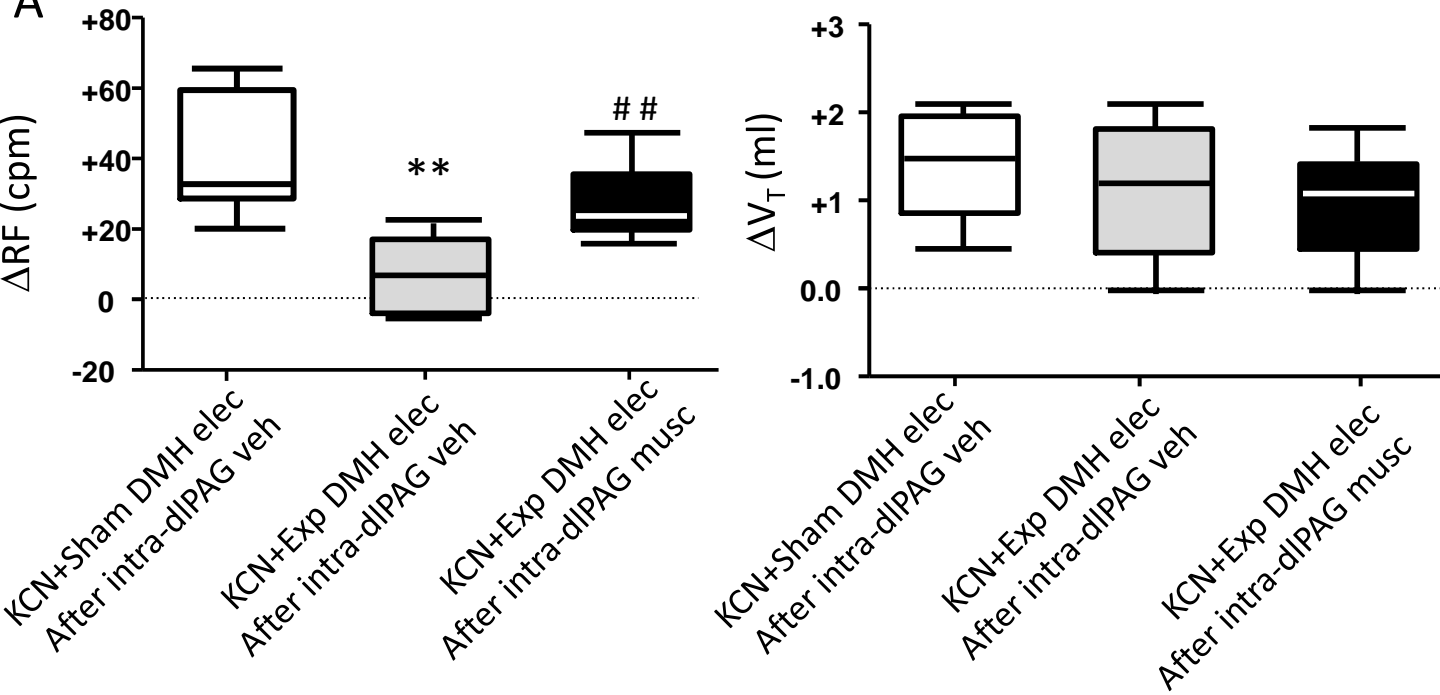 A
+80
+60
+40
+20
0
-20
ΔRF (cpm)
**
##
KCN+Sham DMH elec
After intra-dlPAG veh
KCN+Exp DMH elec
After intra-dlPAG veh
KCN+Exp DMH elec
After intra-dlPAG musc
+3
+2
+1
0.0
-1.0
ΔVT (ml)
KCN+Sham DMH elec
After intra-dlPAG veh
KCN+Exp DMH elec
After intra-dlPAG veh
KCN+Exp DMH elec
After intra-dlPAG musc